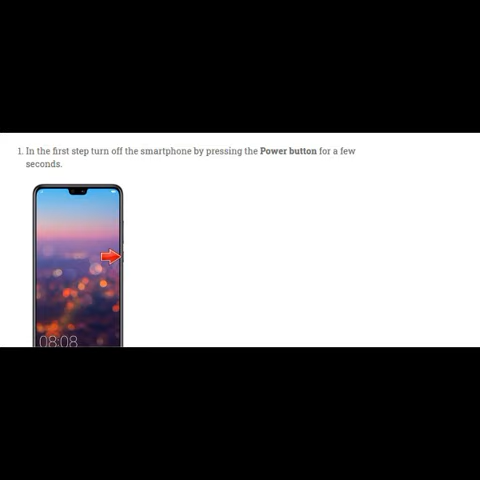 1. In the first step turn off the smartphone by pressing the Power button for a few
seconds.
08:08